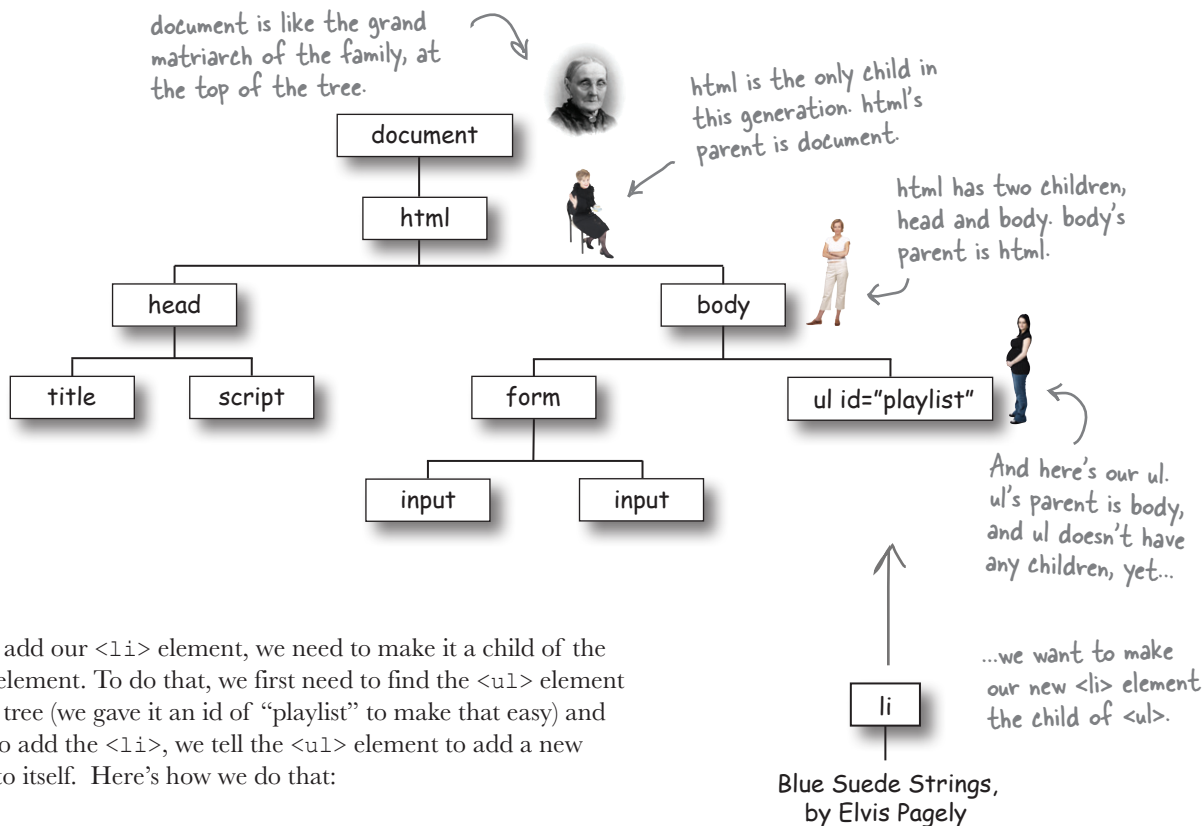 document is like the grand
matriarch of the family, at
the top of the tree.
html is the only child in
this generation. html's
parent is document.
document
html
html has two children,
head and body. body's
parent is html.
head
body
title
script
form
ul id="playlist"
input
input
And here's our ul.
ul's parent is body,
and ul doesn't have
any children, yet...
add our <li> element, we need to make it a child of the
element. To do that, we first need to find the <ul> element
tree (we gave it an id of “playlist” to make that easy) and
o add the <li>, we tell the <ul> element to add a new
to itself. Here's how we do that:
...we want to make
our new <li> element
the child of <ul>.
li
Blue Suede Strings,
by Elvis Pagely